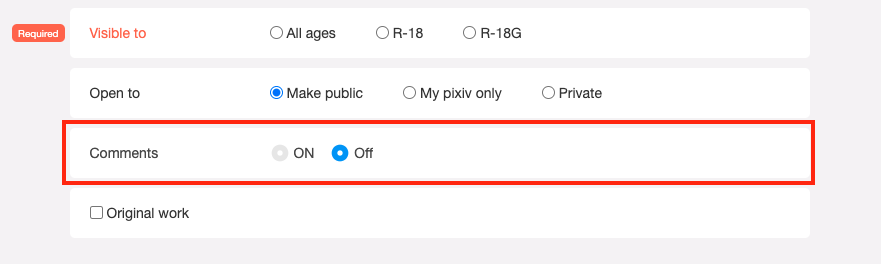 Required Visible to All ages R-18 R-18G
Open to Make public My pixiv only Private
Comments ON Off
Original work